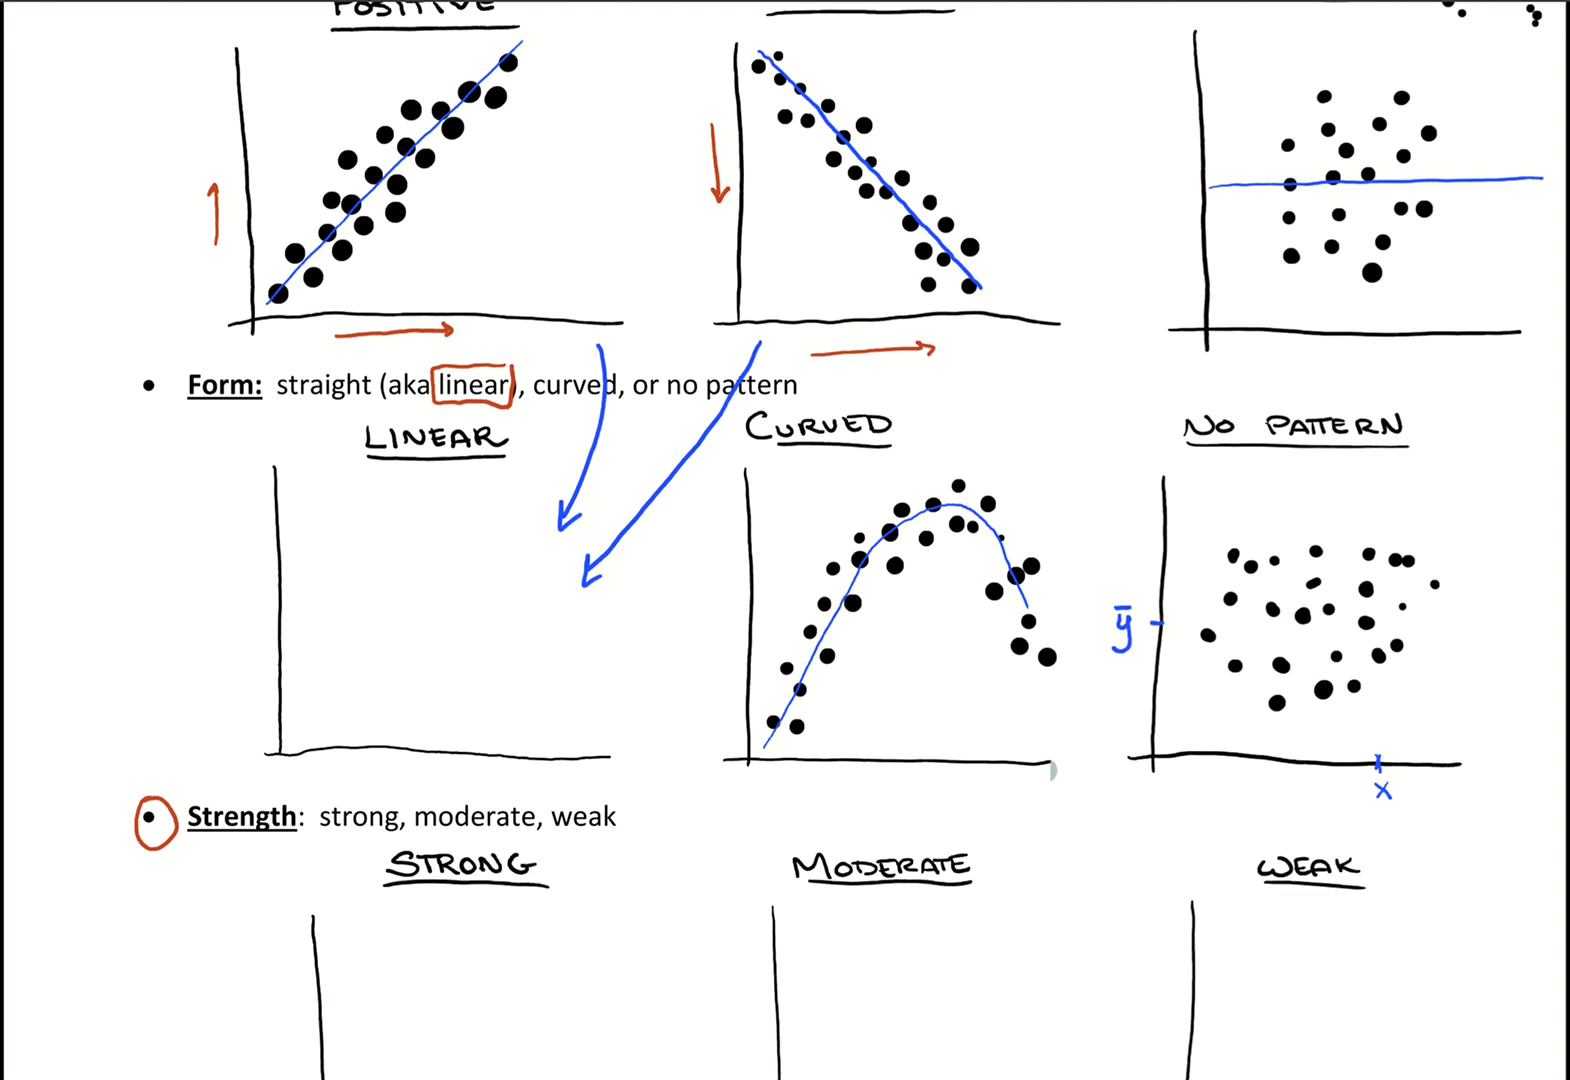 POSITIVE
• Form: straight (aka linear), curved, or no pattern
LINEAR
CURVED
NO PATTERN
ȳ
x
• Strength: strong, moderate, weak
STRONG
MODERATE
WEAK